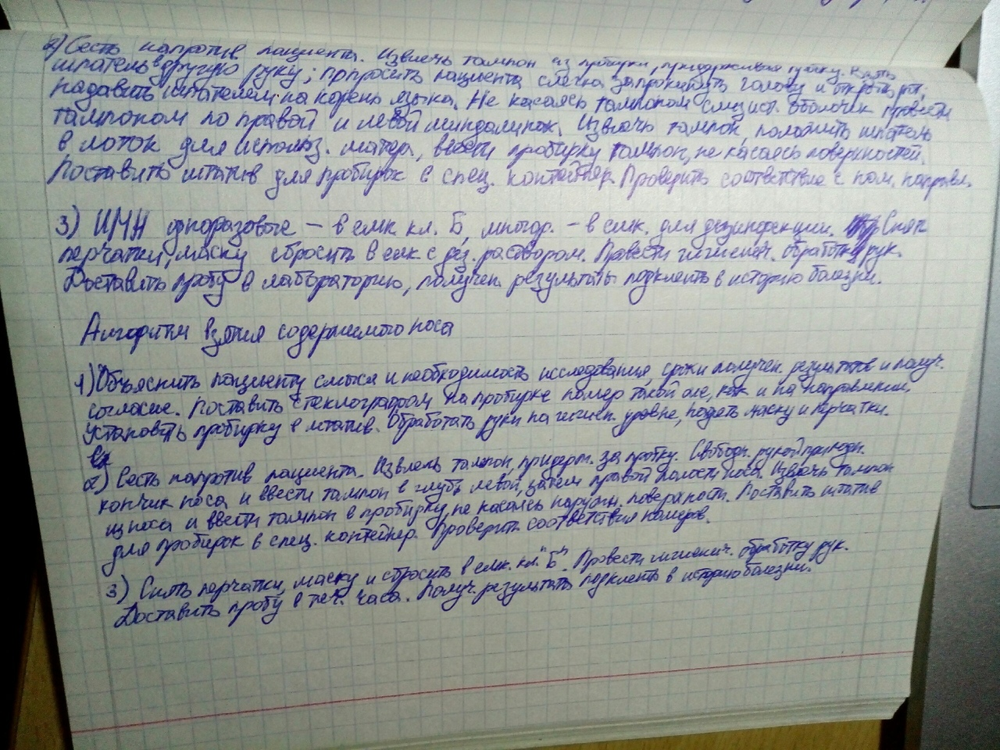 2) Сесть напротив пациента. Извлечь тампон из пробирки, придерживая пробку. Взять
шпатель в другую руку; попросить пациента слегка запрокинуть голову и открыть рот,
надавить шпателем на корень языка. Не касаясь тампоном слизист. оболочек провести
тампоном по правой и левой миндалинам. Извлечь тампон, положить шпатель
в лоток для использ. матер., ввести пробирку тампон, не касаясь поверхностей.
Поставить штатив для пробирок в спец. контейнер. Проверить соответствие с ном. направл.
3) ИМН одноразовые – в емк. кл. Б, многор. – в емк. для дезинфекции. Снять
перчатки, маску сбросить в емк с дез. раствором. Провести гигиенич. обработку рук.
Доставить пробу в лабораторию, получен. результаты подклеить в историю болезни.
Алгоритм взятия содержимого носа
1) Объяснить пациенту смысл и необходимость исследования, сроки получен. результатов и получ.
согласие. Поставить стеклографом на пробирке номер такой же, как и на направлении.
Установить пробирку в штатив. Обработать руки на гигиен. уровне, надеть маску и перчатки.
2) Сесть напротив пациента. Извлечь тампон, придерж. за пробку. Свободн. рукой приподн.
кончик носа и ввести тампон в глубь левой, затем правой полости носа. Извлечь тампон
из носа и ввести тампон в пробирку, не касаясь наружн. поверхности. Поставить штатив
для пробирок в спец. контейнер. Проверить соответствия номеров.
3) Снять перчатки, маску и сбросить в емк. кл. "Б". Провести гигиенич. обработку рук.
Доставить пробу в теч. часа. Получ. результаты подклеить в историю болезни.